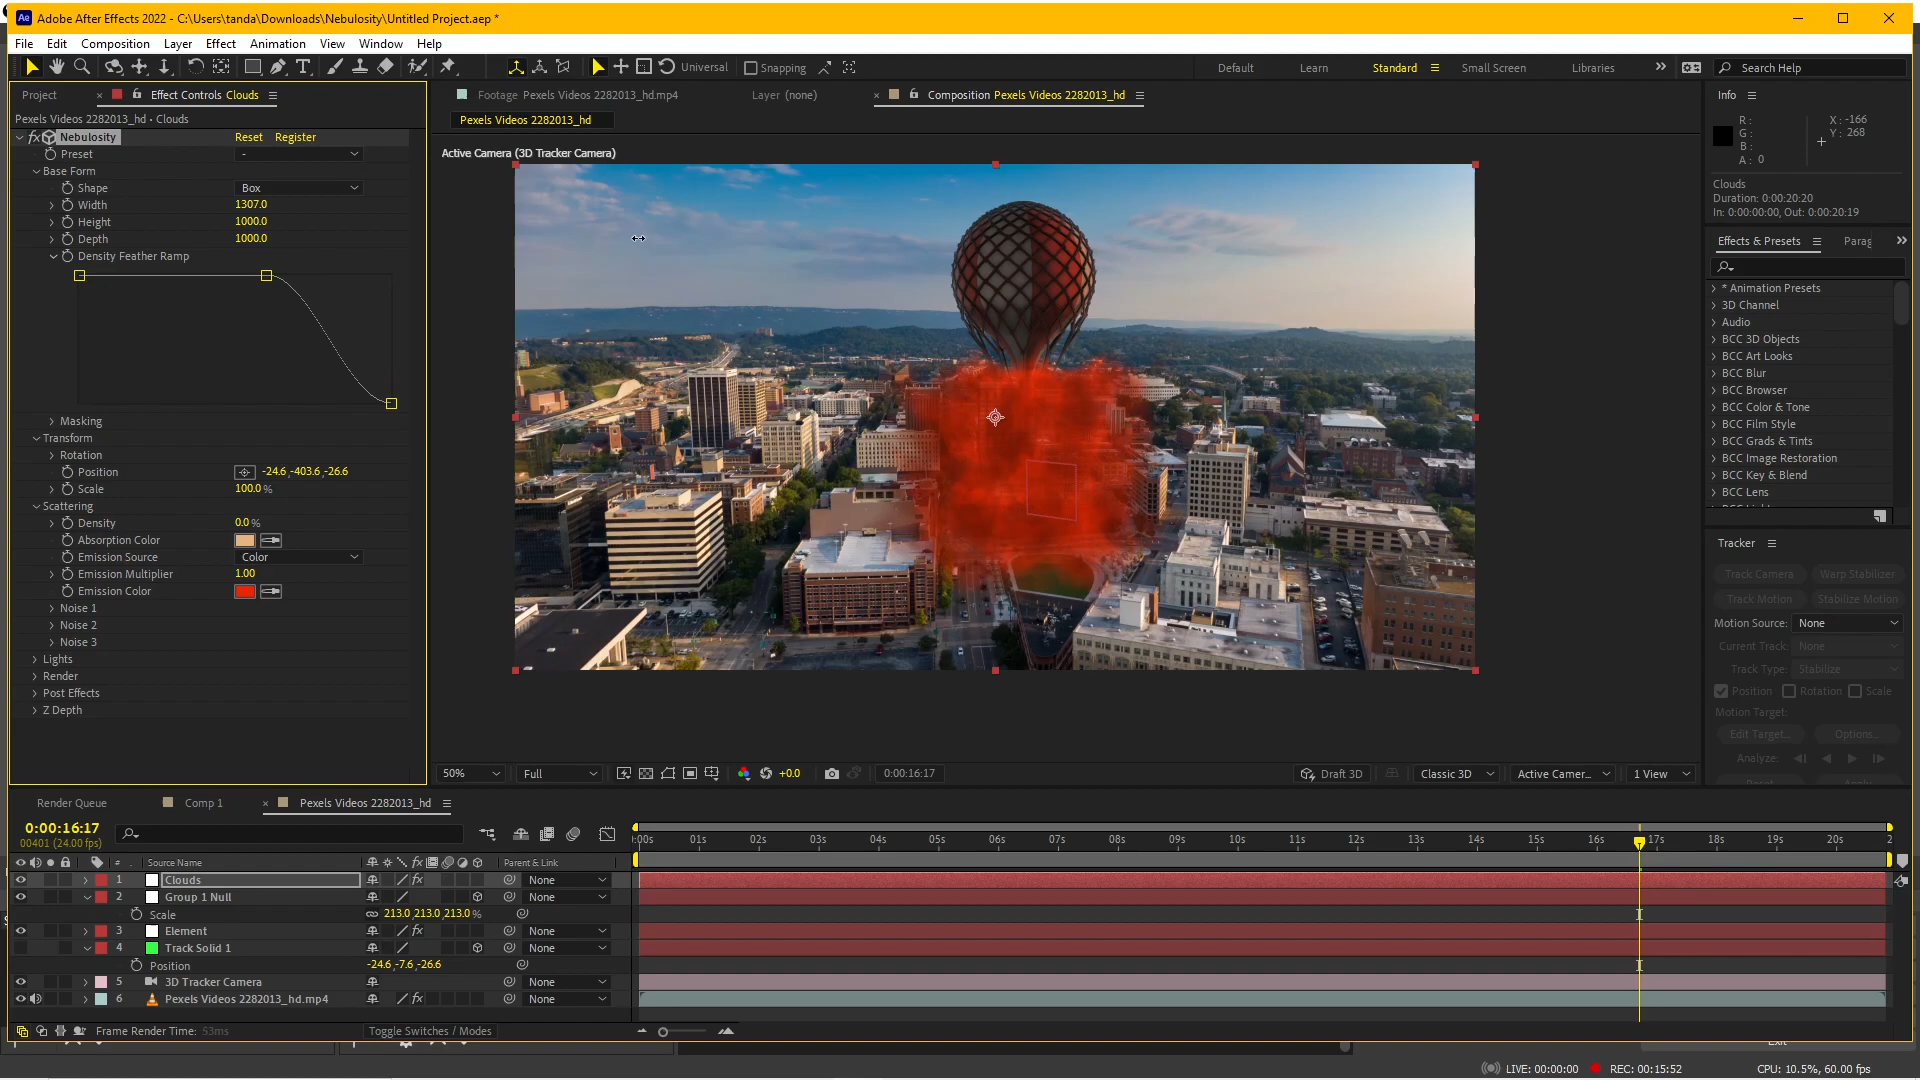 Adobe After Effects 2022 - C:\Users\tanda\Downloads\Nebulosity\Untitled Project.aep *
File Edit Composition Layer Effect Animation View Window Help
Universal Snapping Default Learn Standard Small Screen Libraries Search Help
Project Effect Controls Clouds Footage Pexels Videos 2282013_hd.mp4 Layer (none) Composition Pexels Videos 2282013_hd Info
Pexels Videos 2282013_hd • Clouds
Pexels Videos 2282013_hd
fx Nebulosity Reset Register
Preset -
Base Form
Shape Box
Width 1307.0
Height 1000.0
Depth 1000.0
Density Feather Ramp
Masking
Transform
Rotation
Position -24.6,-403.6,-26.6
Scale 100.0 %
Scattering
Density 0.0 %
Absorption Color
Emission Source Color
Emission Multiplier 1.00
Emission Color
Noise 1
Noise 2
Noise 3
Lights
Render
Post Effects
Z Depth
Active Camera (3D Tracker Camera)
50% Full +0.0 0:00:16:17 Draft 3D Classic 3D Active Camer... 1 View
R : X : -166
G : Y : 268
B :
A : 0
Clouds
Duration: 0:00:20:20
In: 0:00:00:00, Out: 0:00:20:19
Effects & Presets Parag
* Animation Presets
3D Channel
Audio
BCC 3D Objects
BCC Art Looks
BCC Blur
BCC Browser
BCC Color & Tone
BCC Film Style
BCC Grads & Tints
BCC Image Restoration
BCC Key & Blend
BCC Lens
Tracker
Track Camera Warp Stabilizer
Track Motion Stabilize Motion
Motion Source: None
Current Track: None
Track Type: Stabilize
Position Rotation Scale
Motion Target:
Edit Target... Options...
Analyze:
Render Queue Comp 1 Pexels Videos 2282013_hd
0:00:16:17
00401 (24.00 fps)
:00s 01s 02s 03s 04s 05s 06s 07s 08s 09s 10s 11s 12s 13s 14s 15s 16s 17s 18s 19s 20s 2
# Source Name fx Parent & Link
1 Clouds fx None
2 Group 1 Null None
Scale 213.0,213.0,213.0 %
3 Element fx None
4 Track Solid 1 None
Position -24.6,-7.6,-26.6
5 3D Tracker Camera None
6 Pexels Videos 2282013_hd.mp4 fx None
Frame Render Time: 53ms Toggle Switches / Modes
LIVE: 00:00:00 REC: 00:15:52 CPU: 10.5%, 60.00 fps